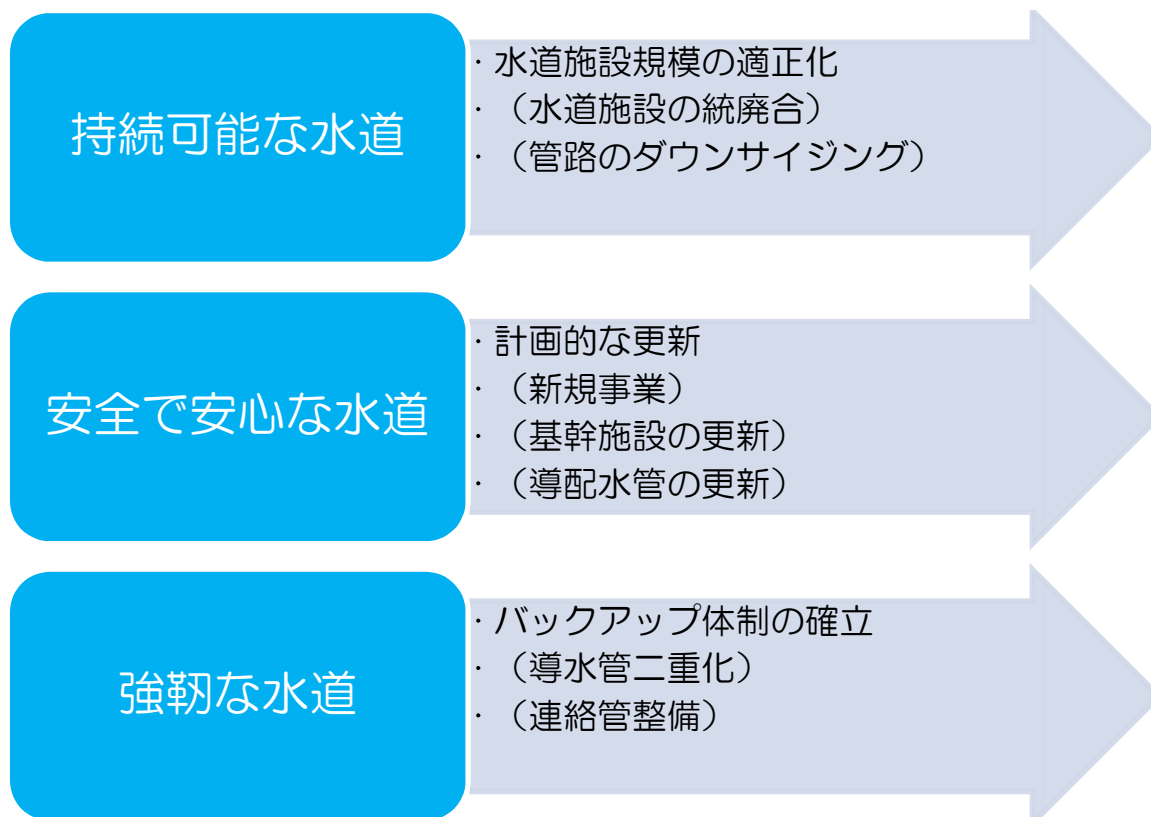 持続可能な水道
・水道施設規模の適正化
・（水道施設の統廃合）
・（管路のダウンサイジング）
安全で安心な水道
・計画的な更新
・（新規事業）
・（基幹施設の更新）
・（導配水管の更新）
強靭な水道
・バックアップ体制の確立
・（導水管二重化）
・（連絡管整備）